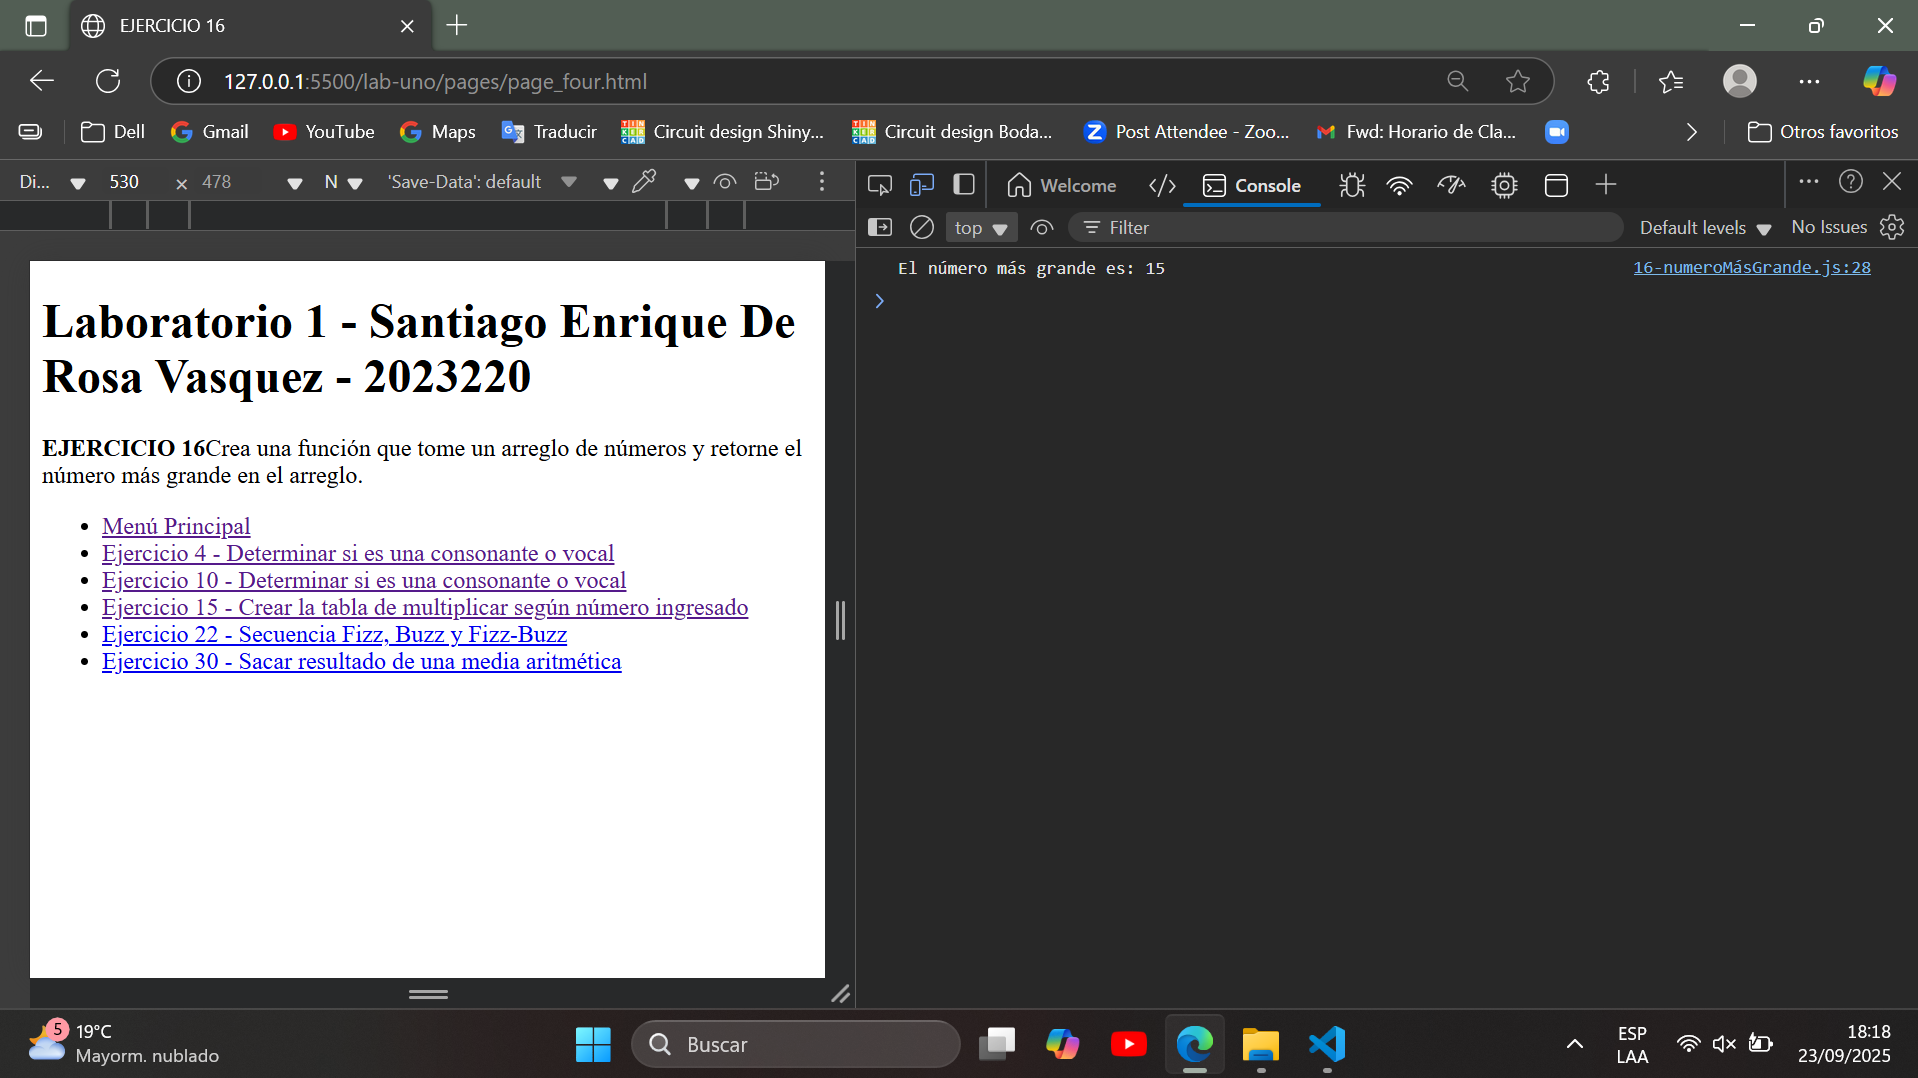 EJERCICIO 16
127.0.0.1:5500/lab-uno/pages/page_four.html
Dell
Gmail
YouTube
Maps
Traducir
TINKERCAD
Circuit design Shiny...
TINKERCAD
Circuit design Boda...
Post Attendee - Zoo...
Fwd: Horario de Cla...
Otros favoritos
Di...
530
×
478
N
'Save-Data': default
Welcome
Console
top
Filter
Default levels
No Issues
El número más grande es: 15
16-numeroMásGrande.js:28
Laboratorio 1 - Santiago Enrique De
Rosa Vasquez - 2023220
EJERCICIO 16Crea una función que tome un arreglo de números y retorne el
número más grande en el arreglo.
Menú Principal
Ejercicio 4 - Determinar si es una consonante o vocal
Ejercicio 10 - Determinar si es una consonante o vocal
Ejercicio 15 - Crear la tabla de multiplicar según número ingresado
Ejercicio 22 - Secuencia Fizz, Buzz y Fizz-Buzz
Ejercicio 30 - Sacar resultado de una media aritmética
5
19°C
Mayorm. nublado
Buscar
ESP
LAA
18:18
23/09/2025